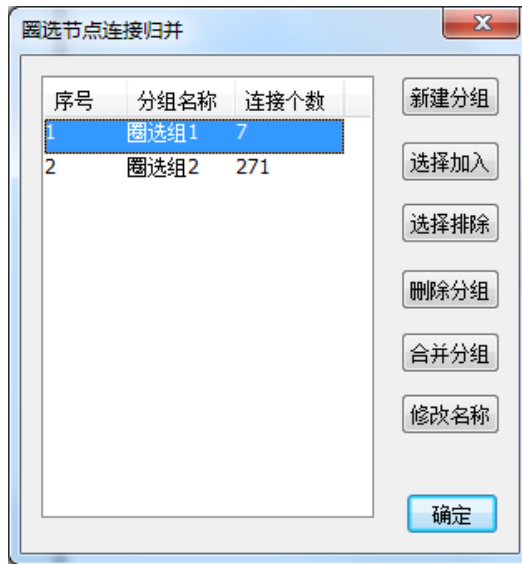 圈选节点连接归并
序号 分组名称 连接个数
1 圈选组1 7
2 圈选组2 271
新建分组
选择加入
选择排除
删除分组
合并分组
修改名称
确定